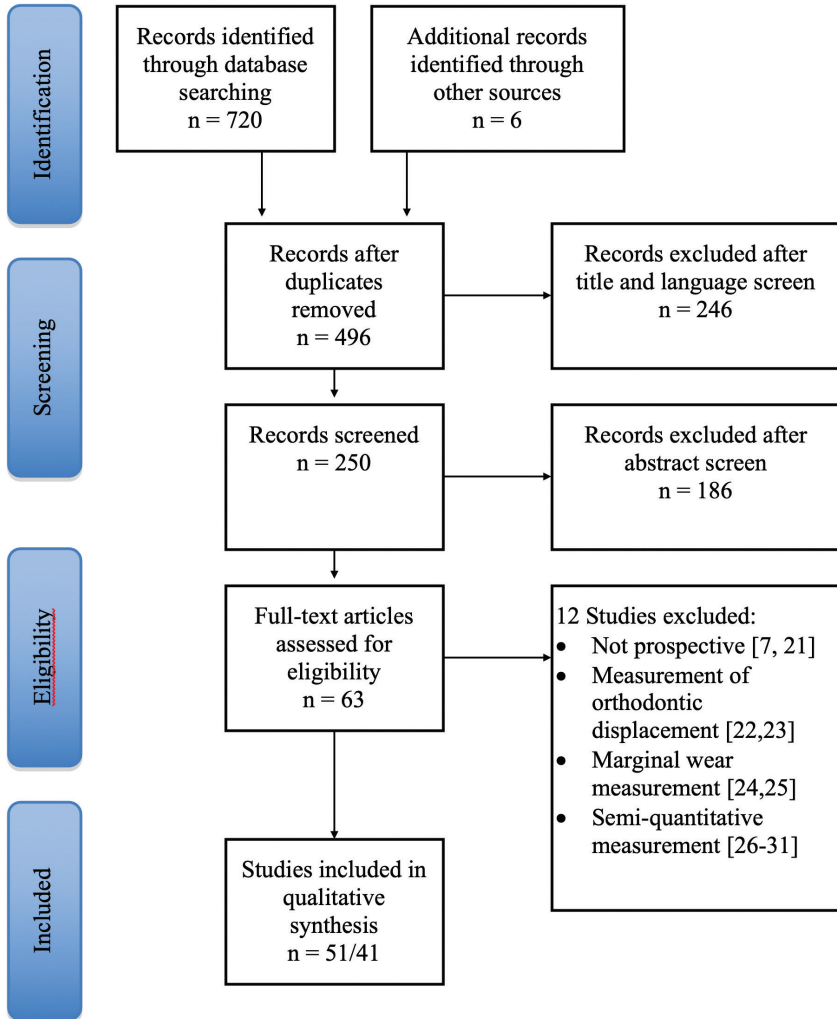 Identification
Records identified
through database
searching
n = 720
Additional records
identified through
other sources
n = 6
Screening
Records after
duplicates
removed
n = 496
Records excluded after
title and language screen
n = 246
Records screened
n = 250
Records excluded after
abstract screen
n = 186
Eligibility
Full-text articles
assessed for
eligibility
n = 63
12 Studies excluded:
• Not prospective [7, 21]
• Measurement of
orthodontic
displacement [22,23]
• Marginal wear
measurement [24,25]
• Semi-quantitative
measurement [26-31]
Included
Studies included in
qualitative
synthesis
n = 51/41